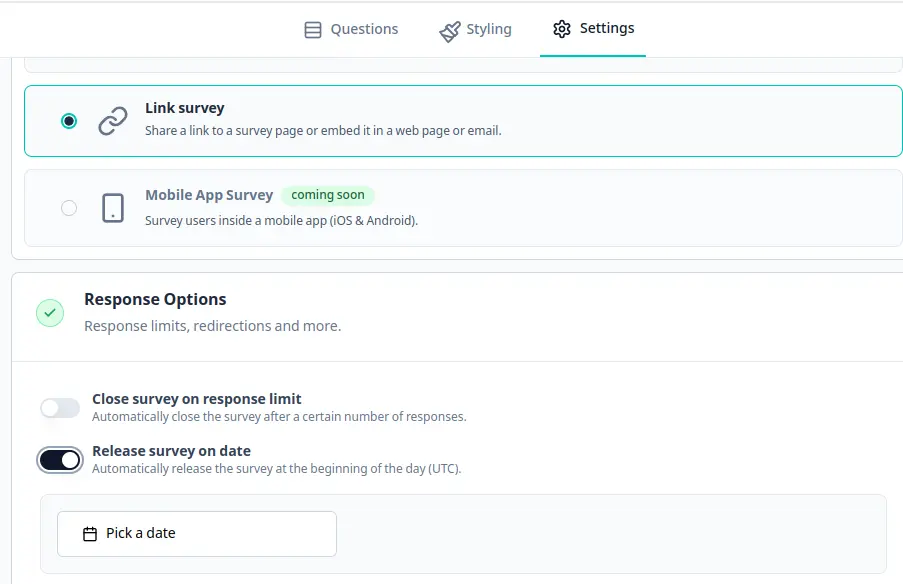 Questions
Styling
Settings
Link survey
Share a link to a survey page or embed it in a web page or email.
Mobile App Survey coming soon
Survey users inside a mobile app (iOS & Android).
Response Options
Response limits, redirections and more.
Close survey on response limit
Automatically close the survey after a certain number of responses.
Release survey on date
Automatically release the survey at the beginning of the day (UTC).
Pick a date